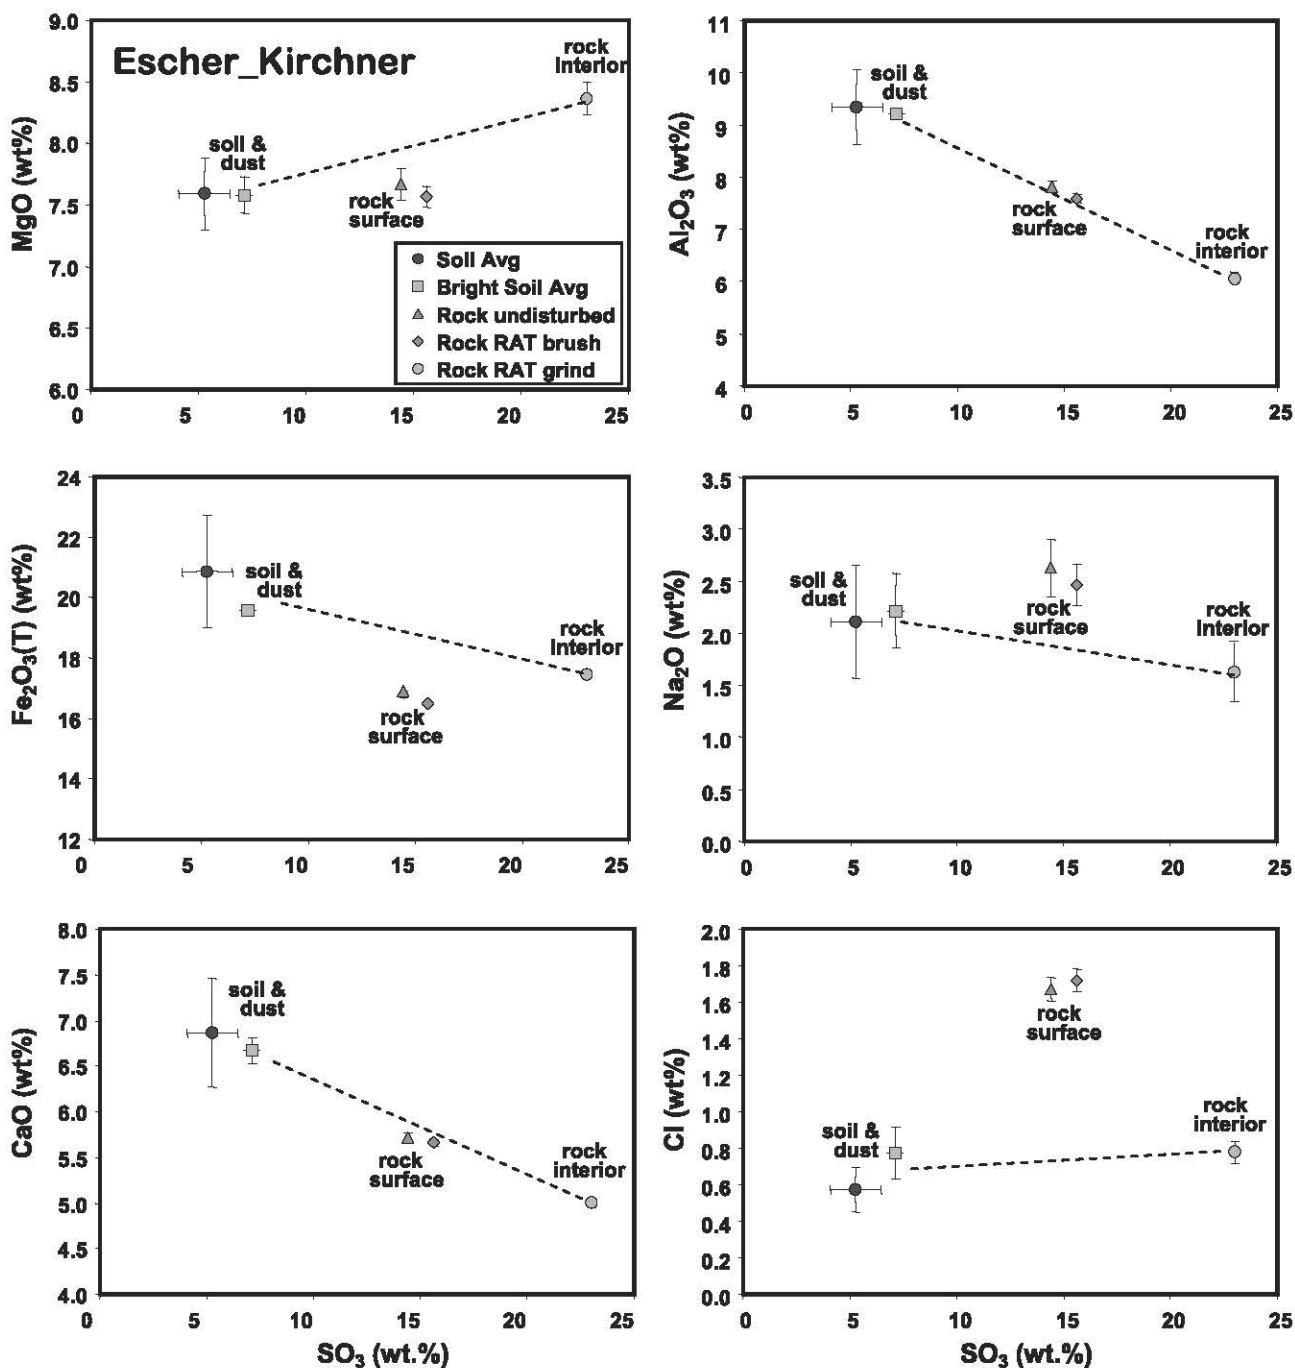 Escher_Kirchner
MgO (wt%)
9.0
8.5
8.0
7.5
7.0
6.5
6.0
0
5
10
15
20
25
soil &
dust
rock
surface
rock
interior
Soil Avg
Bright Soil Avg
Rock undisturbed
Rock RAT brush
Rock RAT grind
Al₂O₃ (wt%)
11
10
9
8
7
6
5
4
0
5
10
15
20
25
soil &
dust
rock
surface
rock
interior
Fe₂O₃(T) (wt%)
24
22
20
18
16
14
12
0
5
10
15
20
25
soil &
dust
rock
surface
rock
interior
Na₂O (wt%)
3.5
3.0
2.5
2.0
1.5
1.0
0.5
0.0
0
5
10
15
20
25
soil &
dust
rock
surface
rock
interior
CaO (wt%)
8.0
7.5
7.0
6.5
6.0
5.5
5.0
4.5
4.0
0
5
10
15
20
25
soil &
dust
rock
surface
rock
interior
SO₃ (wt.%)
Cl (wt%)
2.0
1.8
1.6
1.4
1.2
1.0
0.8
0.6
0.4
0.2
0.0
0
5
10
15
20
25
soil &
dust
rock
surface
rock
interior
SO₃ (wt.%)